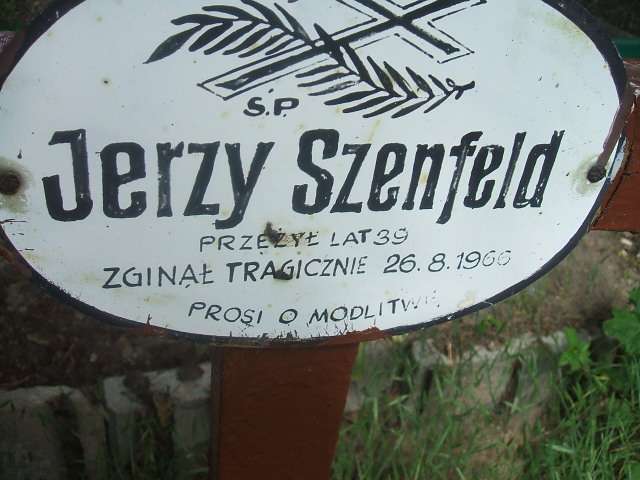 Ś.P.
Jerzy Szenfeld
PRZEŻYŁ LAT 39
ZGINĄŁ TRAGICZNIE 26.8.1966
PROSI O MODLITWĘ